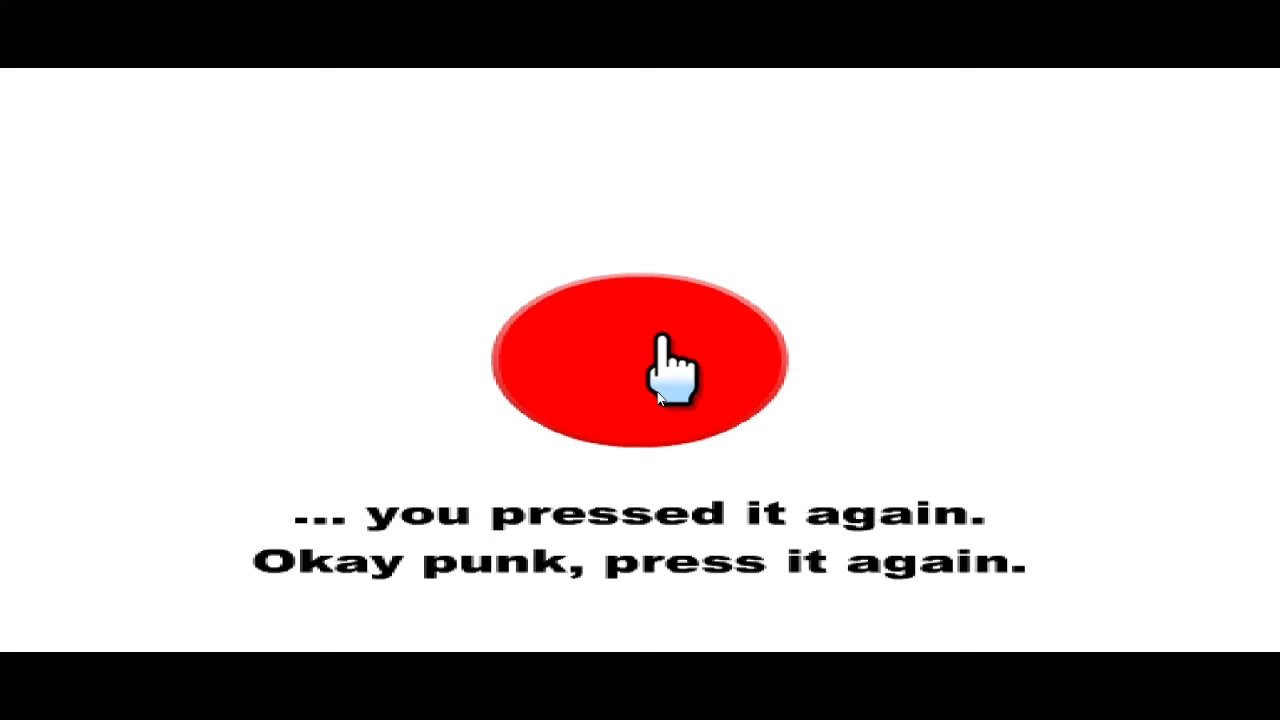 ... you pressed it again.
Okay punk, press it again.